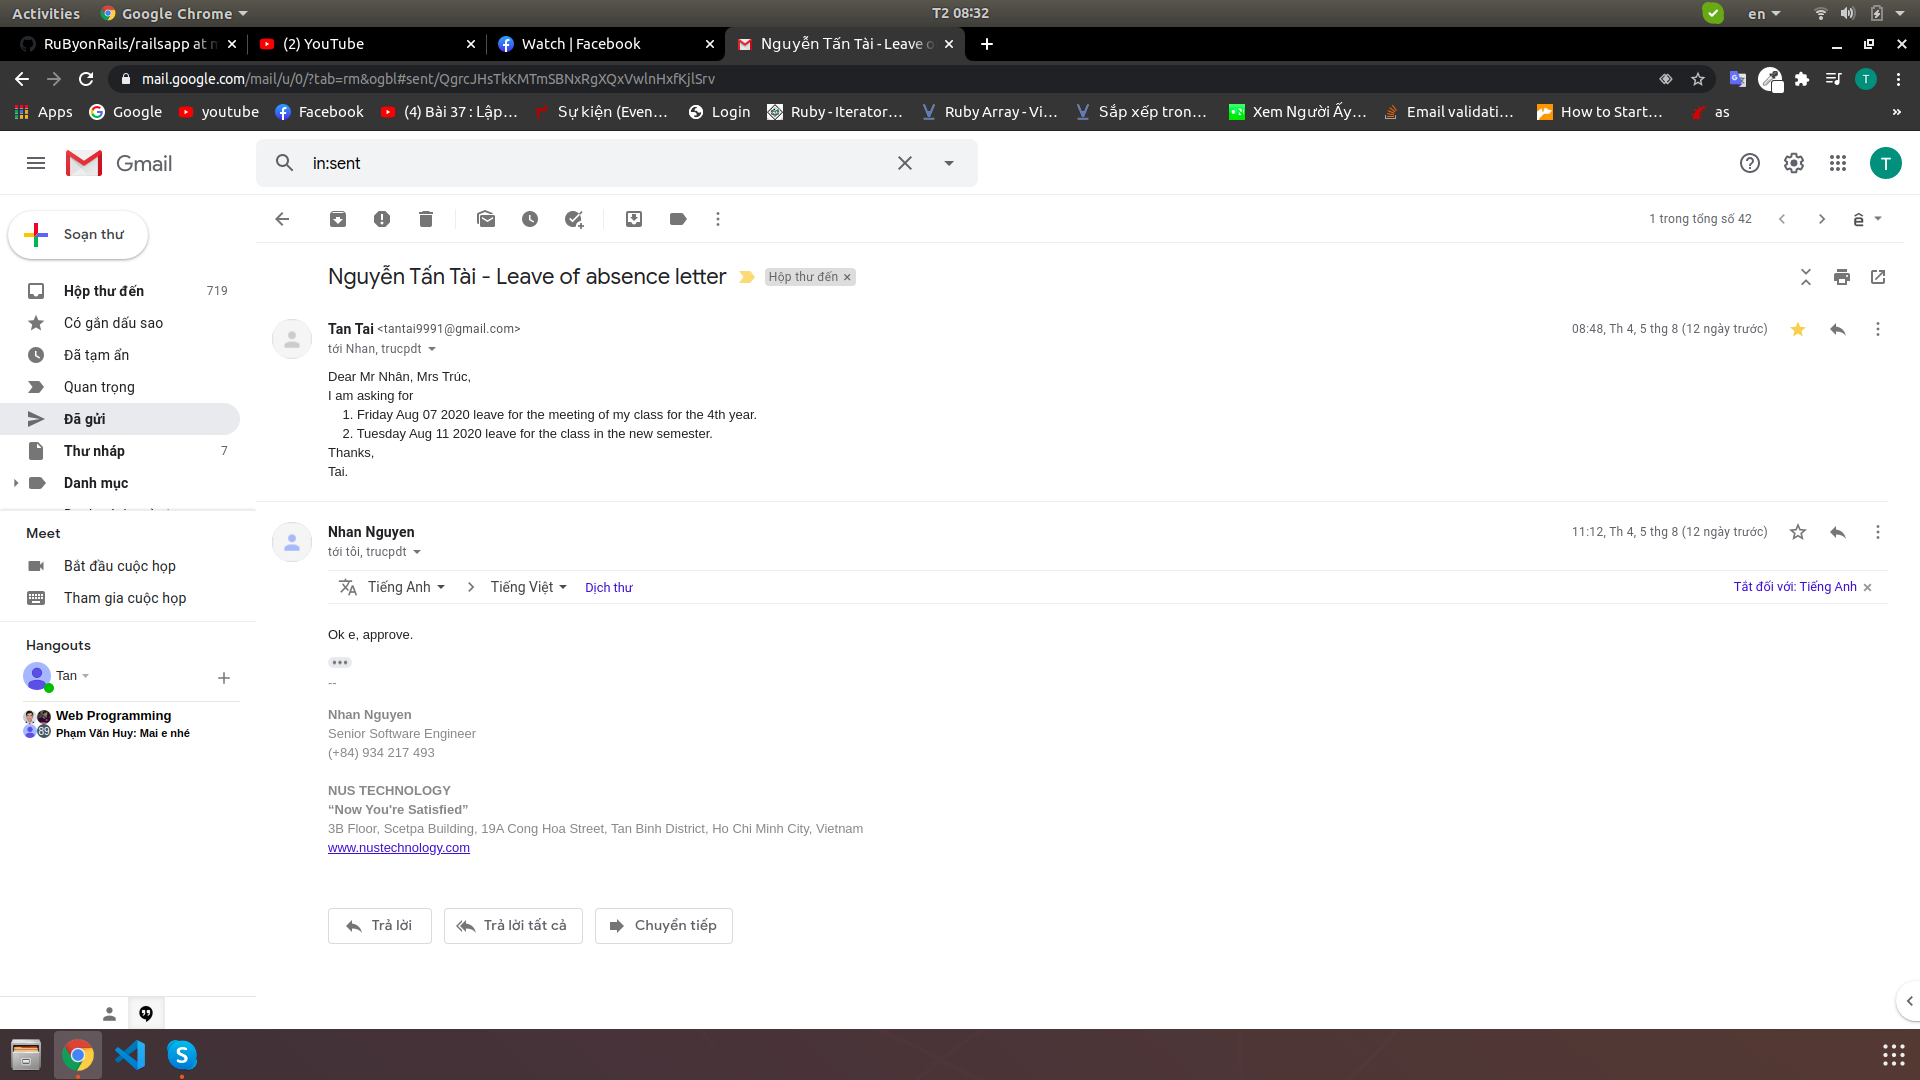 Activities
Google Chrome
T2 08:32
en
RuByonRails/railsapp at m
(2) YouTube
Watch | Facebook
Nguyễn Tấn Tài - Leave o
mail.google.com/mail/u/0/?tab=rm&ogbl#sent/QgrcJHsTkKMTmSBNxRgXQxVwlnHxfKjlSrv
T
Apps
Google
youtube
Facebook
(4) Bài 37 : Lập…
Sự kiện (Even…
Login
Ruby - Iterator…
Ruby Array - Vi…
Sắp xếp tron…
Xem Người Ấy…
Email validati…
How to Start…
as
»
Gmail
in:sent
T
Soạn thư
1 trong tổng số 42
Hộp thư đến 719
Có gắn dấu sao
Đã tạm ẩn
Quan trọng
Đã gửi
Thư nháp 7
Danh mục
Meet
Bắt đầu cuộc họp
Tham gia cuộc họp
Hangouts
Tan
Web Programming
89
Phạm Văn Huy: Mai e nhé
Nguyễn Tấn Tài - Leave of absence letter
Hộp thư đến
Tan Tai <tantai9991@gmail.com>
08:48, Th 4, 5 thg 8 (12 ngày trước)
tới Nhan, trucpdt
Dear Mr Nhân, Mrs Trúc,
I am asking for
1. Friday Aug 07 2020 leave for the meeting of my class for the 4th year.
2. Tuesday Aug 11 2020 leave for the class in the new semester.
Thanks,
Tai.
Nhan Nguyen
11:12, Th 4, 5 thg 8 (12 ngày trước)
tới tôi, trucpdt
Tiếng Anh
Tiếng Việt
Dịch thư
Tắt đối với: Tiếng Anh
Ok e, approve.
--
Nhan Nguyen
Senior Software Engineer
(+84) 934 217 493
NUS TECHNOLOGY
“Now You're Satisfied”
3B Floor, Scetpa Building, 19A Cong Hoa Street, Tan Binh District, Ho Chi Minh City, Vietnam
www.nustechnology.com
Trả lời
Trả lời tất cả
Chuyển tiếp